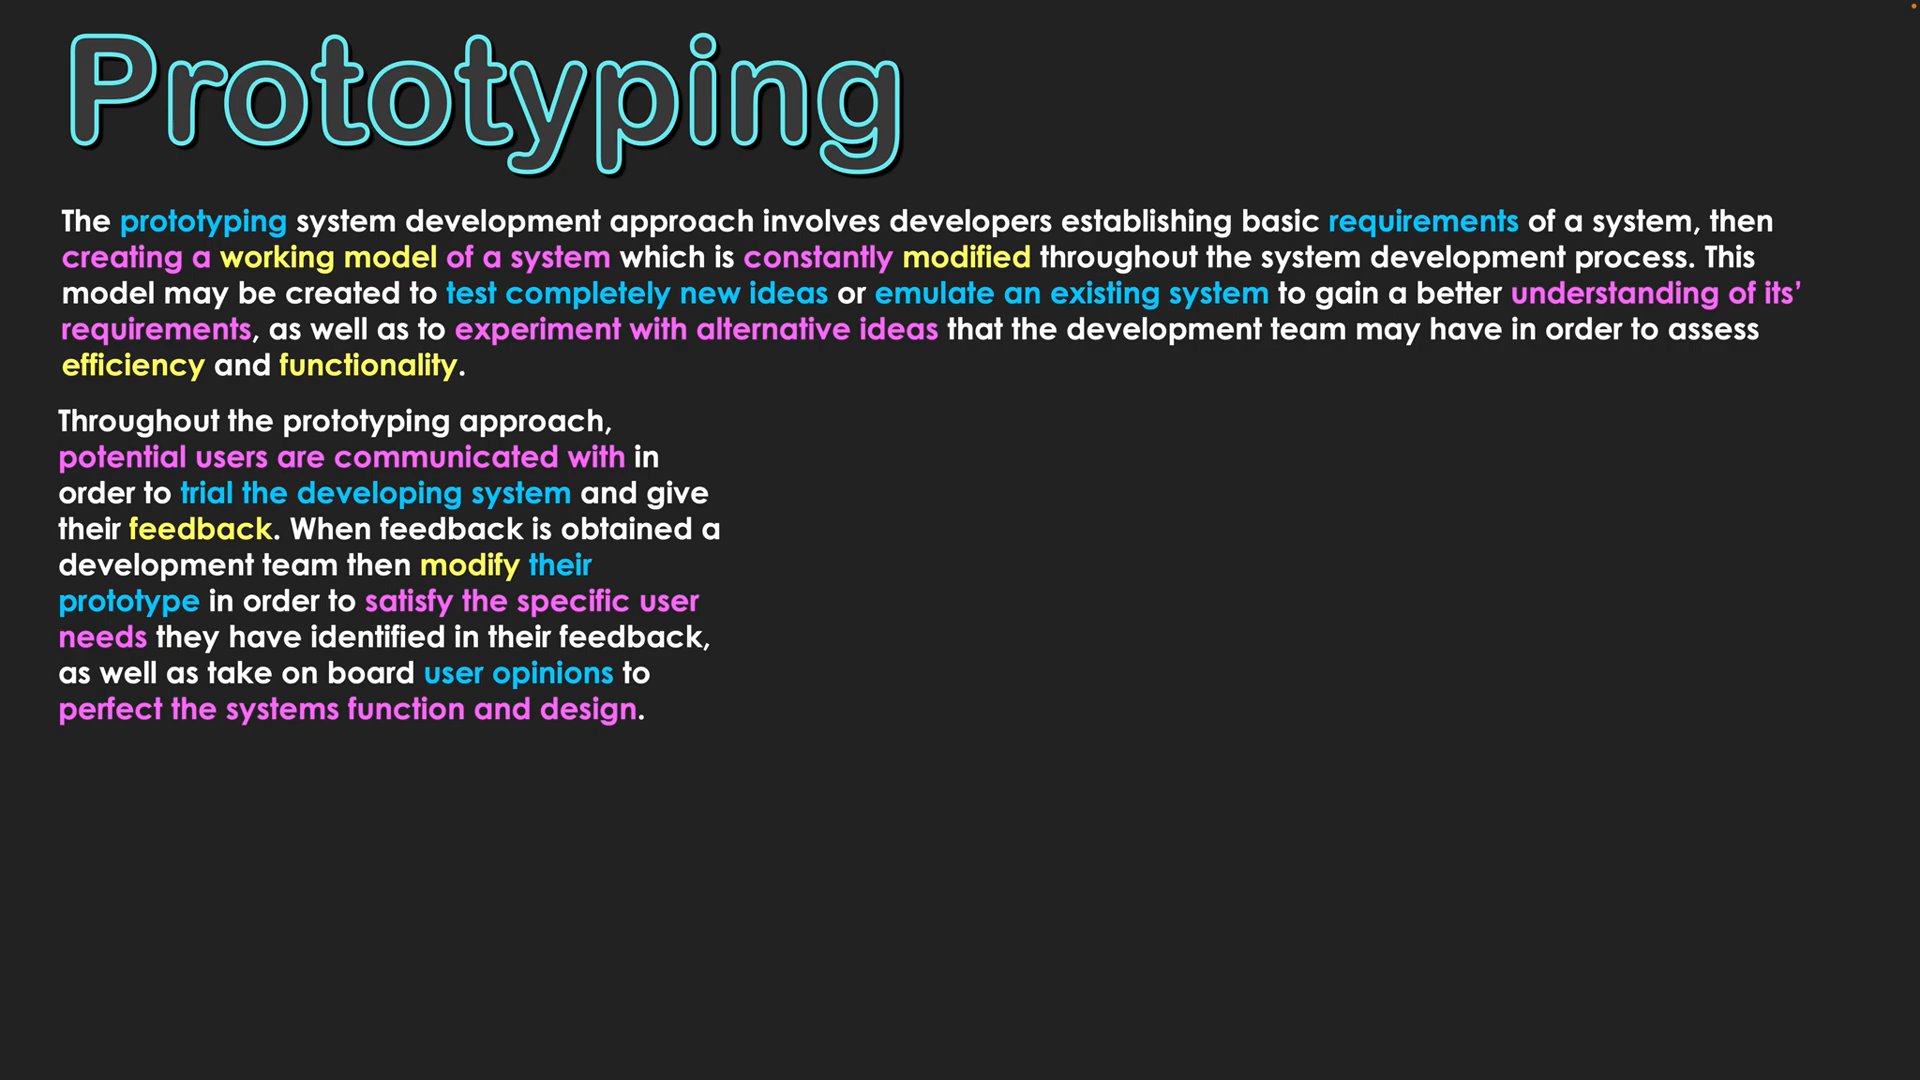 Prototyping
The prototyping system development approach involves developers establishing basic requirements of a system, then
creating a working model of a system which is constantly modified throughout the system development process. This
model may be created to test completely new ideas or emulate an existing system to gain a better understanding of its’
requirements, as well as to experiment with alternative ideas that the development team may have in order to assess
efficiency and functionality.
Throughout the prototyping approach,
potential users are communicated with in
order to trial the developing system and give
their feedback. When feedback is obtained a
development team then modify their
prototype in order to satisfy the specific user
needs they have identified in their feedback,
as well as take on board user opinions to
perfect the systems function and design.